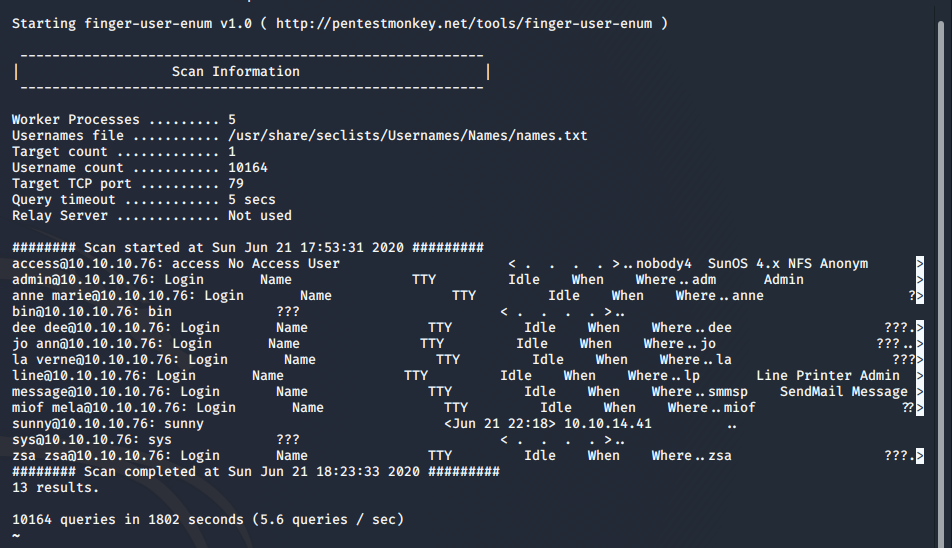 Starting finger-user-enum v1.0 ( http://pentestmonkey.net/tools/finger-user-enum )
 ----------------------------------------------------------
|                   Scan Information                       |
 ----------------------------------------------------------
Worker Processes ......... 5
Usernames file ........... /usr/share/seclists/Usernames/Names/names.txt
Target count ............. 1
Username count ........... 10164
Target TCP port .......... 79
Query timeout ............ 5 secs
Relay Server ............. Not used
######## Scan started at Sun Jun 21 17:53:31 2020 #########
access@10.10.10.76: access No Access User                     < .  .  .  . >..nobody4  SunOS 4.x NFS Anonym      >
admin@10.10.10.76: Login       Name               TTY         Idle    When    Where..adm      Admin              >
anne marie@10.10.10.76: Login       Name               TTY         Idle    When    Where..anne                  ?>
bin@10.10.10.76: bin             ???                         < .  .  .  . >..
dee dee@10.10.10.76: Login       Name               TTY         Idle    When    Where..dee                   ???.>
jo ann@10.10.10.76: Login       Name               TTY         Idle    When    Where..jo                    ???..>
la verne@10.10.10.76: Login       Name               TTY         Idle    When    Where..la                    ???>
line@10.10.10.76: Login       Name               TTY         Idle    When    Where..lp       Line Printer Admin  >
message@10.10.10.76: Login       Name               TTY         Idle    When    Where..smmsp    SendMail Message >
miof mela@10.10.10.76: Login       Name               TTY         Idle    When    Where..miof                  ??>
sunny@10.10.10.76: sunny                              <Jun 21 22:18> 10.10.14.41         ..
sys@10.10.10.76: sys             ???                         < .  .  .  . >..
zsa zsa@10.10.10.76: Login       Name               TTY         Idle    When    Where..zsa                   ???.>
######## Scan completed at Sun Jun 21 18:23:33 2020 #########
13 results.
10164 queries in 1802 seconds (5.6 queries / sec)
~